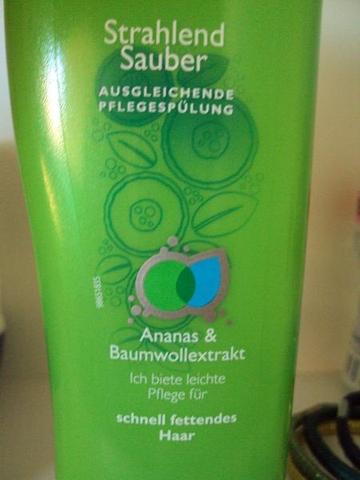 Strahlend
Sauber
AUSGLEICHENDE
PFLEGESPÜLUNG
Ananas &
Baumwollextrakt
Ich biete leichte
Pflege für
schnell fettendes
Haar